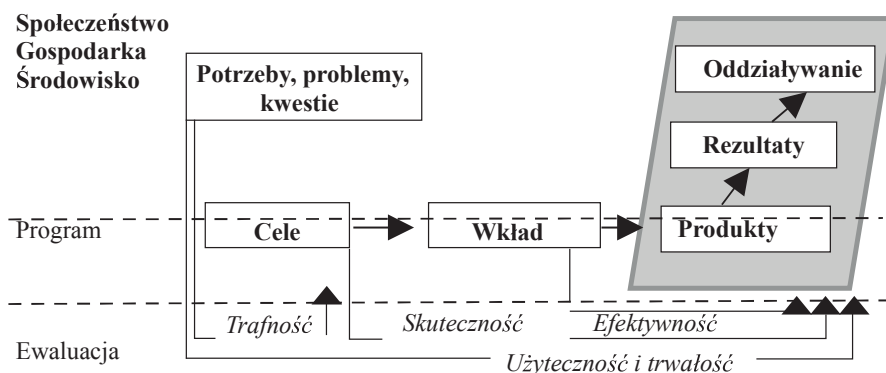 Społeczeństwo
Gospodarka
Środowisko
Potrzeby, problemy,
kwestie
Oddziaływanie
Rezultaty
Program
Cele
Wkład
Produkty
Trafność
Skuteczność
Efektywność
Ewaluacja
Użyteczność i trwałość